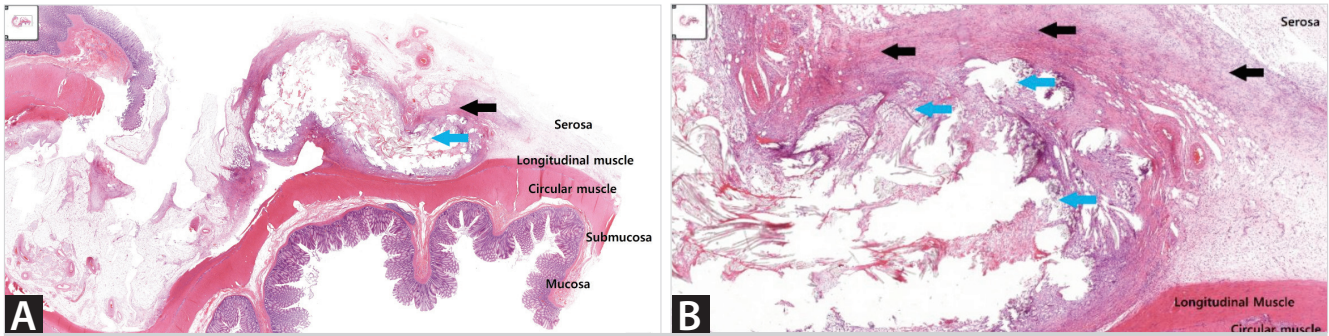 Serosa
Longitudinal muscle
Circular muscle
Submucosa
Mucosa
A
Serosa
Longitudinal Muscle
Circular muscle
B